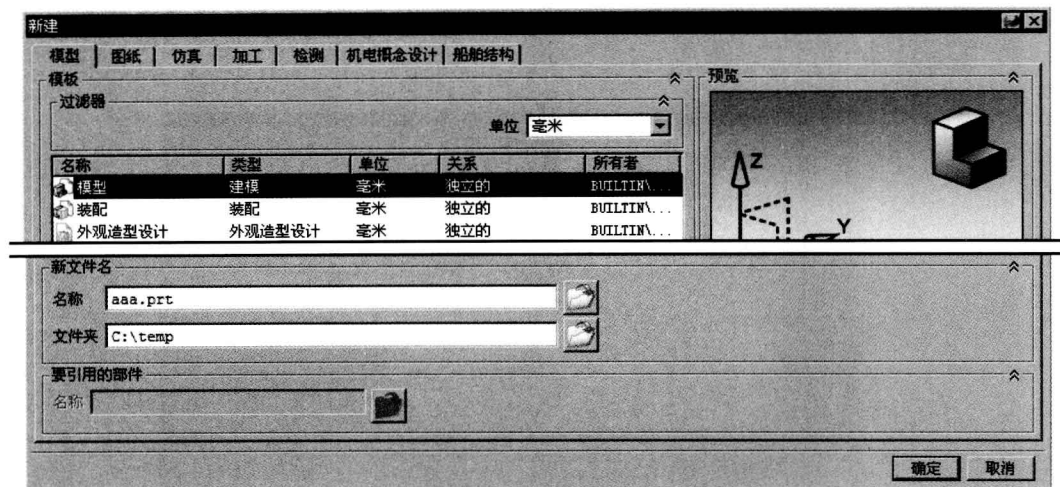 新建
模型 图纸 仿真 加工 检测 机电概念设计 船舶结构
模板
过滤器
单位 毫米
名称 类型 单位 关系 所有者
模型 建模 毫米 独立的 BUILTIN\...
装配 装配 毫米 独立的 BUILTIN\...
外观造型设计 外观造型设计 毫米 独立的 BUILTIN\...
预览
Z
Y
新文件名
名称 aaa.prt
文件夹 C:\temp
要引用的部件
名称
确定 取消